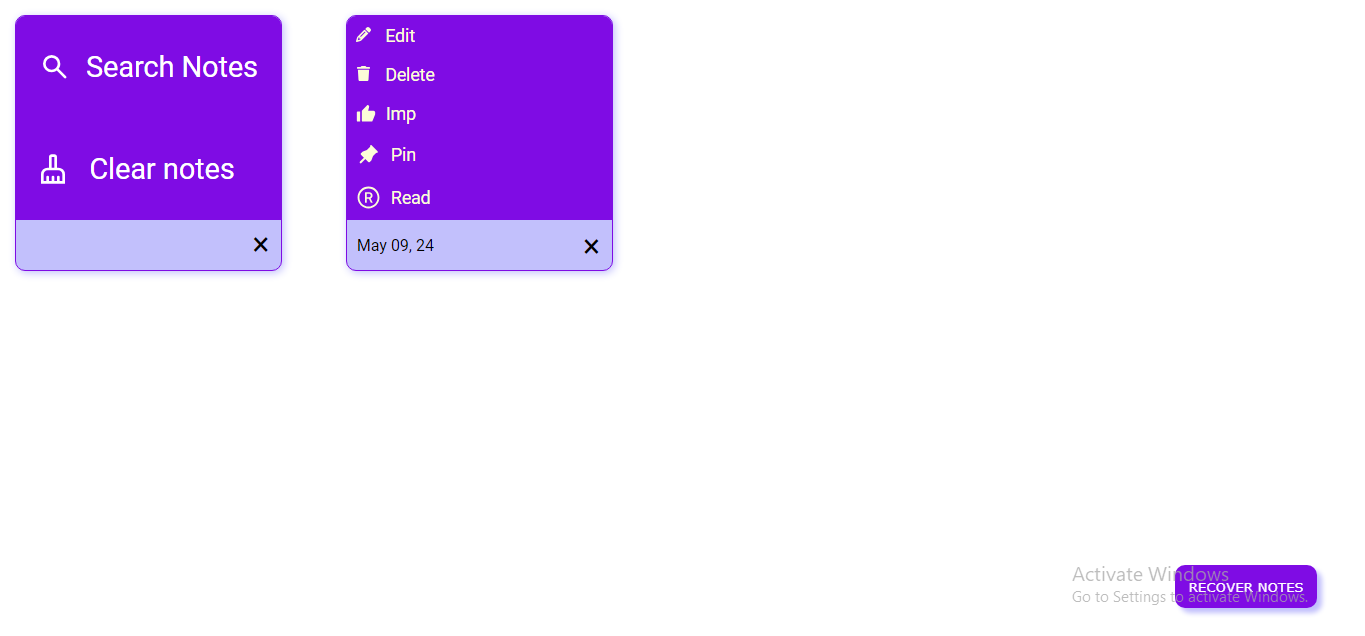 Search Notes
Clear notes
Edit
Delete
Imp
Pin
R Read
May 09, 24
Activate Windows
Go to Settings to activate Windows.
RECOVER NOTES